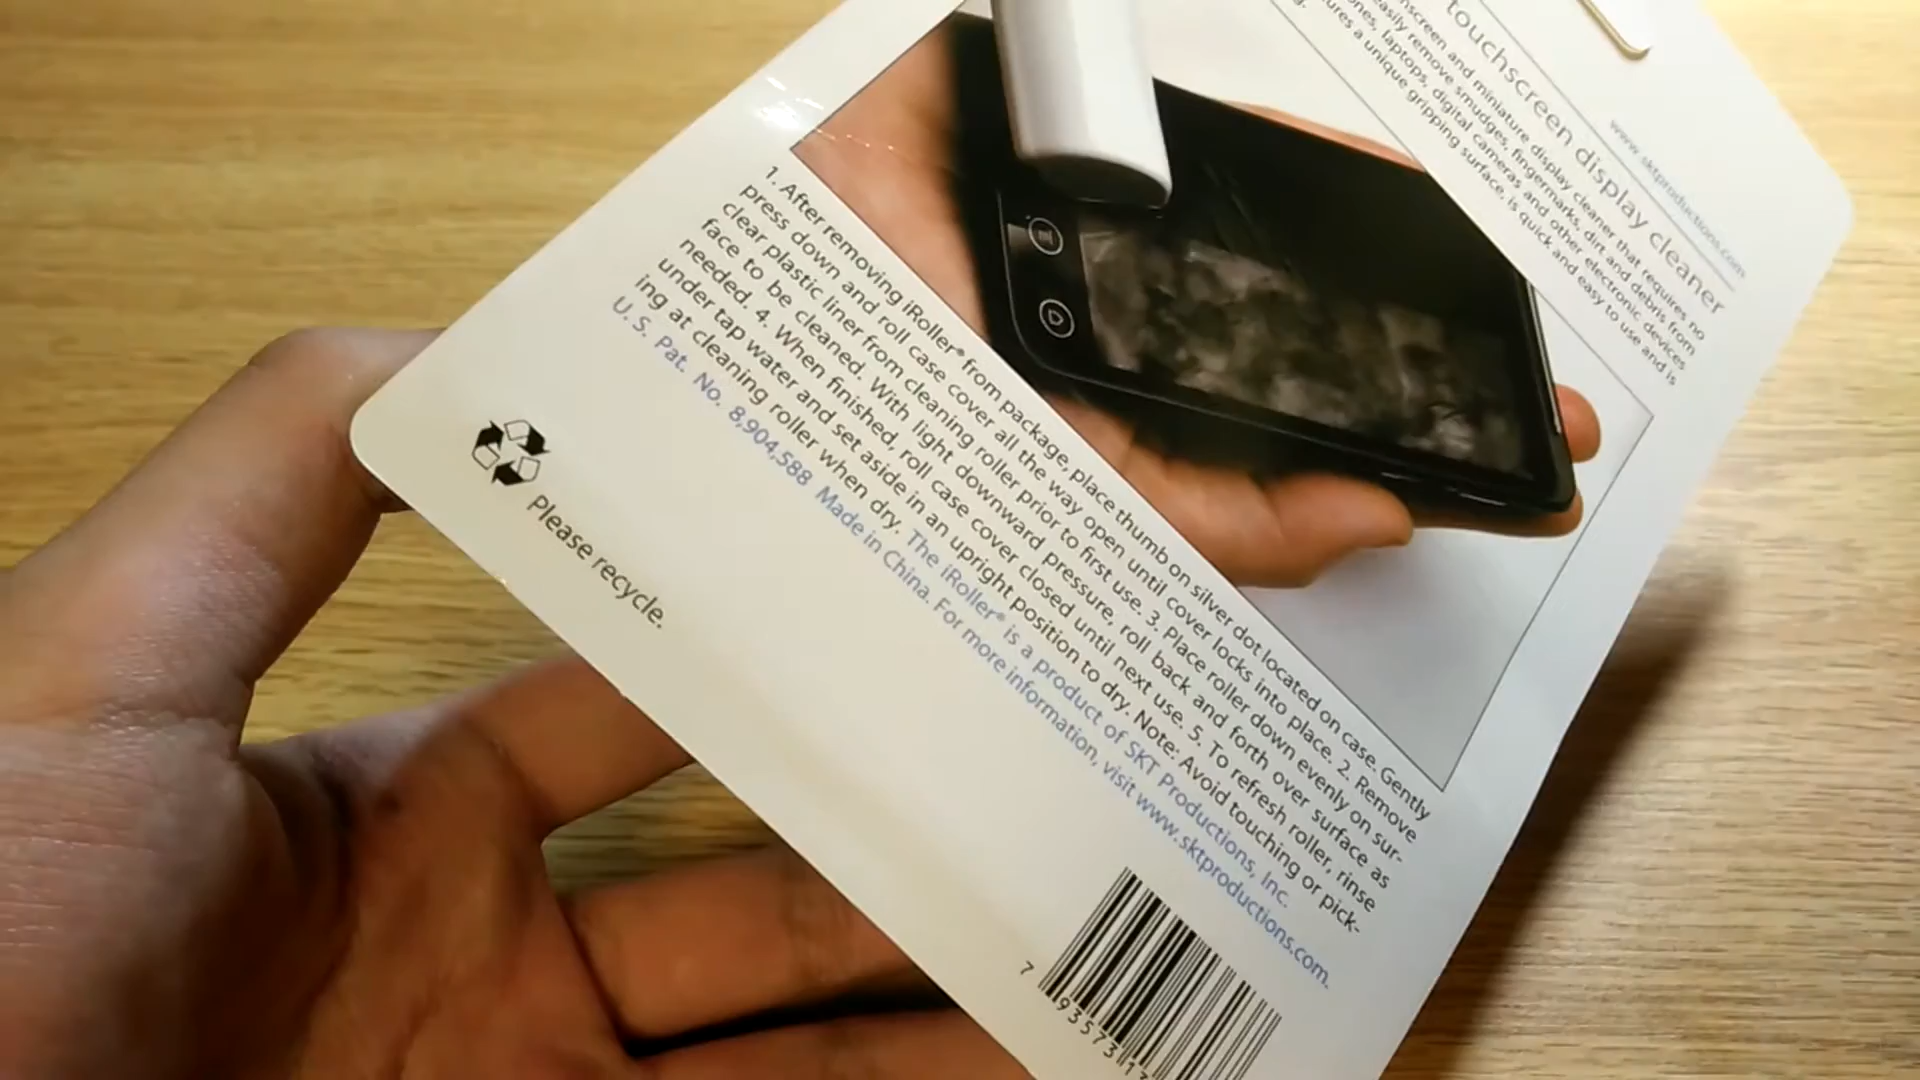 www.sktproductions.com
touchscreen display cleaner
screen and miniature display cleaner that requires no
easily remove smudges, fingermarks, dirt and debris from
laptops, digital cameras and other electronic devices
a unique gripping surface, is quick and easy to use and is
1. After removing iRoller® from package, place thumb on silver dot located on case. Gently
press down and roll case cover all the way open until cover locks into place. 2. Remove
clear plastic liner from cleaning roller prior to first use. 3. Place roller down evenly on sur-
face to be cleaned. With light downward pressure, roll back and forth over surface as
needed. 4. When finished, roll case cover closed until next use. 5. To refresh roller, rinse
under tap water and set aside in an upright position to dry. Note: Avoid touching or pick-
ing at cleaning roller when dry. The iRoller® is a product of SKT Productions, Inc.
U.S. Pat. No. 8,904,588 Made in China. For more information, visit www.sktproductions.com.
Please recycle.
7 93573 17